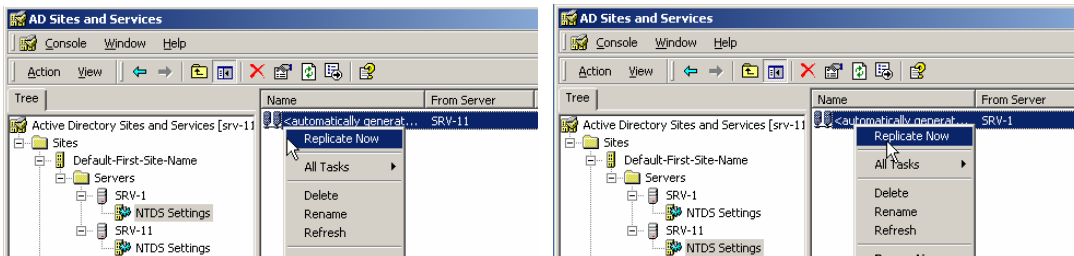 AD Sites and Services
Console Window Help
Action View
Tree
Name From Server
Active Directory Sites and Services [srv-11
<automatically generat... SRV-11
Sites
Replicate Now
Default-First-Site-Name
All Tasks
Servers
SRV-1
Delete
NTDS Settings
Rename
SRV-11
Refresh
NTDS Settings
AD Sites and Services
Console Window Help
Action View
Tree
Name From Server
Active Directory Sites and Services [srv-11
<automatically generat... SRV-1
Sites
Replicate Now
Default-First-Site-Name
All Tasks
Servers
SRV-1
Delete
NTDS Settings
Rename
SRV-11
Refresh
NTDS Settings